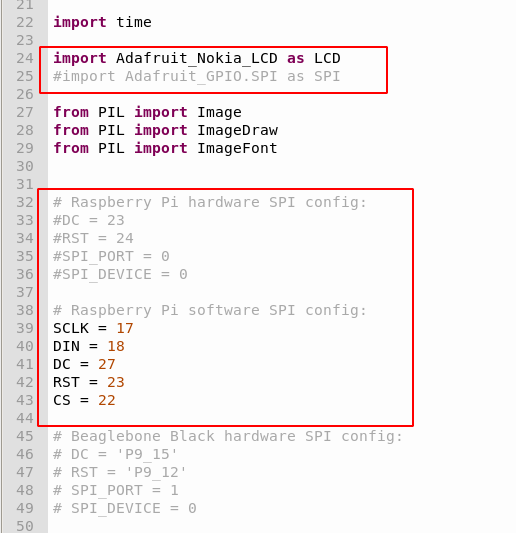 21
22 import time
23
24 import Adafruit_Nokia_LCD as LCD
25 #import Adafruit_GPIO.SPI as SPI
26
27 from PIL import Image
28 from PIL import ImageDraw
29 from PIL import ImageFont
30
31
32 # Raspberry Pi hardware SPI config:
33 #DC = 23
34 #RST = 24
35 #SPI_PORT = 0
36 #SPI_DEVICE = 0
37
38 # Raspberry Pi software SPI config:
39 SCLK = 17
40 DIN = 18
41 DC = 27
42 RST = 23
43 CS = 22
44
45 # Beaglebone Black hardware SPI config:
46 # DC = 'P9_15'
47 # RST = 'P9_12'
48 # SPI_PORT = 1
49 # SPI_DEVICE = 0
50